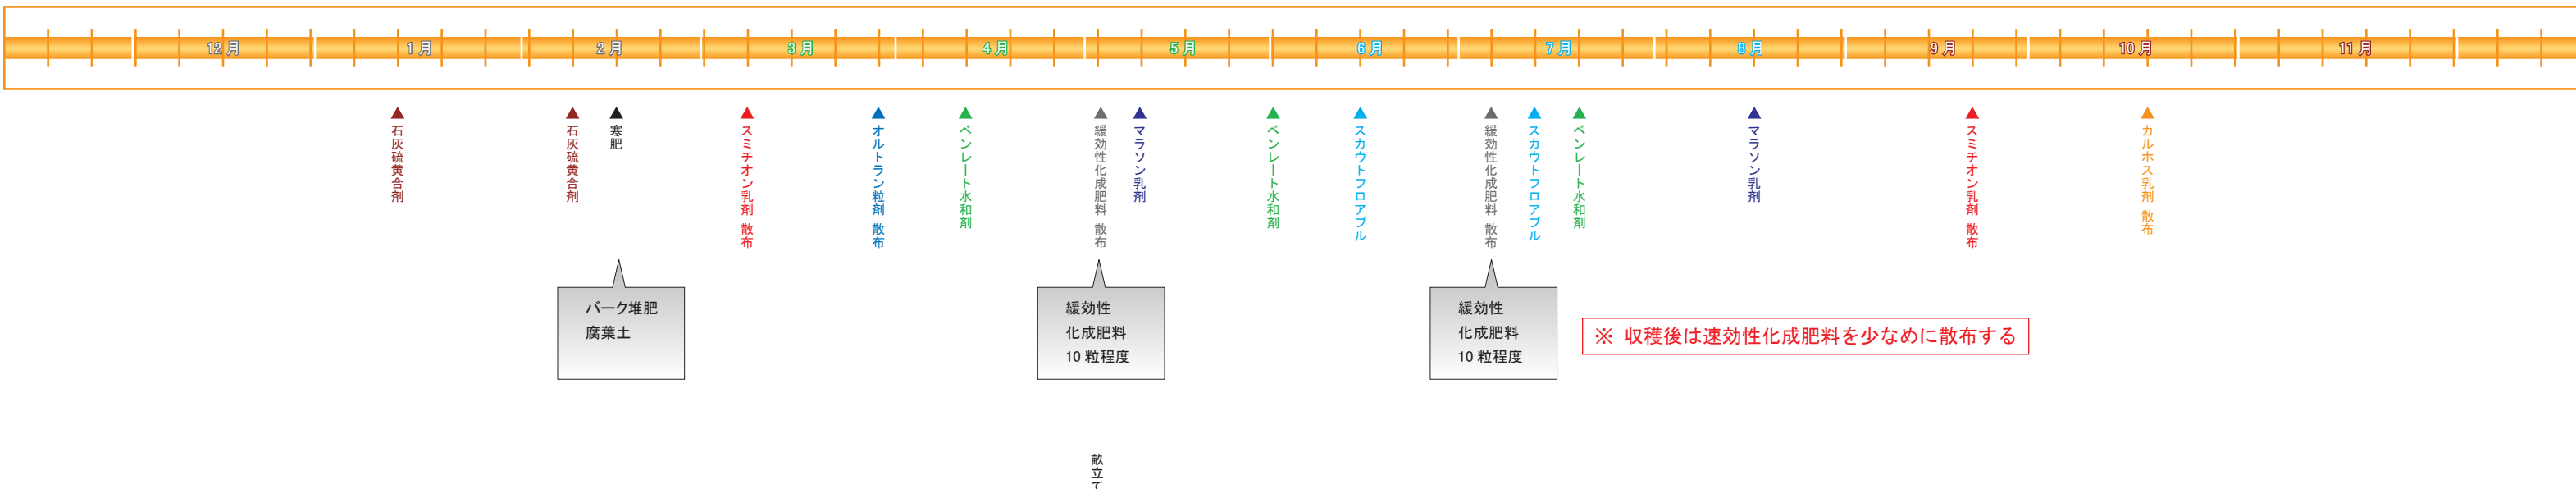 12月
1月
2月
3月
4月
5月
6月
7月
8月
9月
10月
11月
石灰硫黄合剤
石灰硫黄合剤
寒肥
スミチオン乳剤 散布
オルトラン粒剤 散布
ベンレート水和剤
緩効性化成肥料 散布
マラソン乳剤
ベンレート水和剤
スカウトフロアブル
緩効性化成肥料 散布
スカウトフロアブル
ベンレート水和剤
マラソン乳剤
スミチオン乳剤 散布
カルホス乳剤 散布
バーク堆肥
腐葉土
緩効性
化成肥料
10粒程度
緩効性
化成肥料
10粒程度
※ 収穫後は速効性化成肥料を少なめに散布する
畝立て